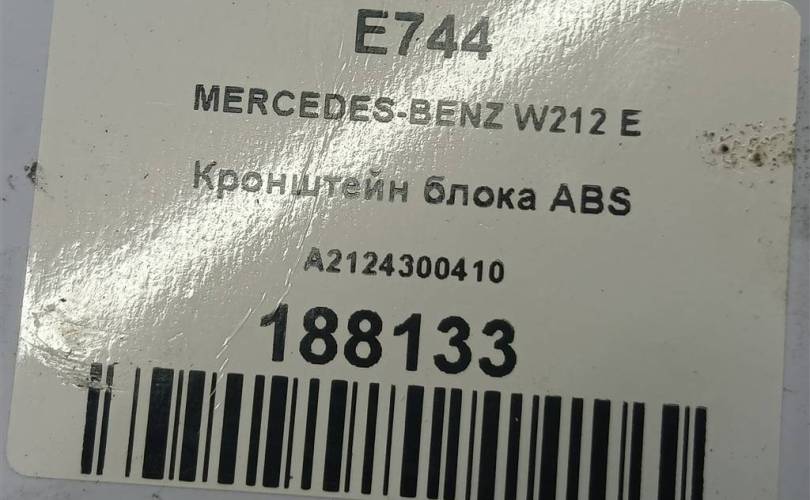 E744
MERCEDES-BENZ W212 E
Кронштейн блока ABS
A2124300410
188133